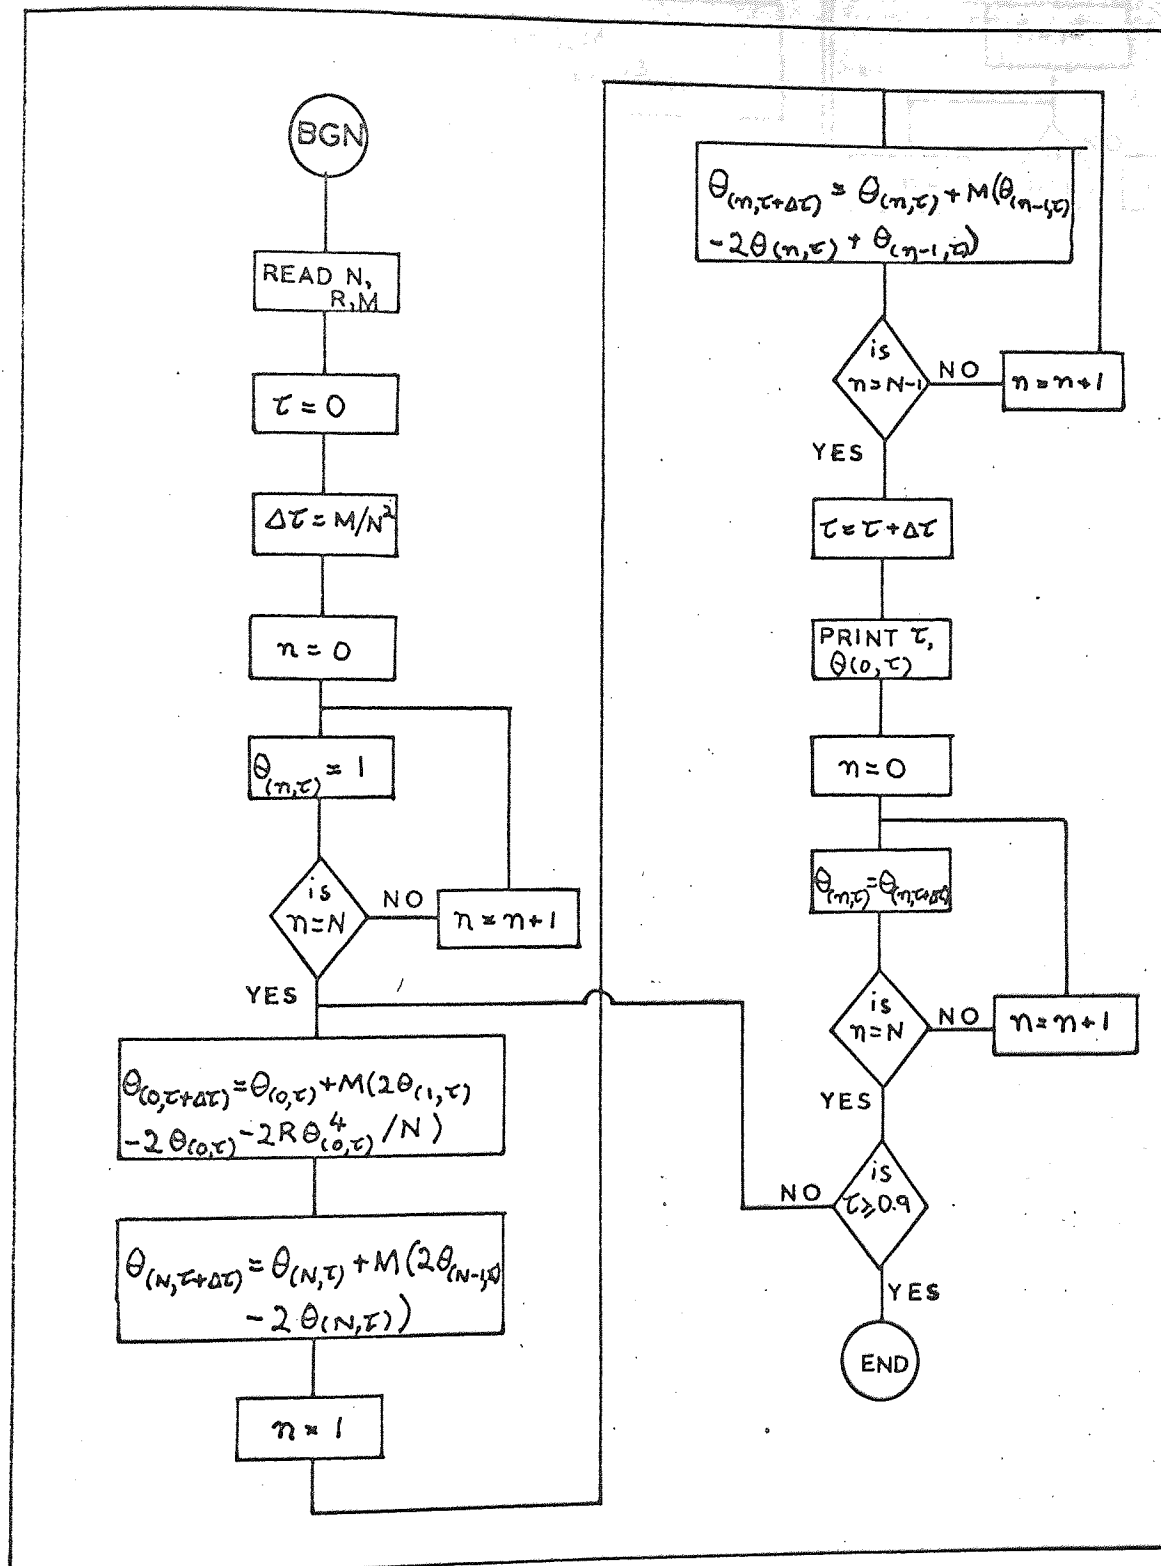 BGN
READ N,
R,M
τ = 0
Δτ = M/N²
n = 0
θ(n,τ) = 1
is
n=N
NO
n = n+1
YES
θ(0,τ+Δτ) = θ(0,τ) + M(2θ(1,τ)
-2θ(0,τ) -2Rθ⁴(0,τ) /N)
θ(N,τ+Δτ) = θ(N,τ) + M(2θ(N-1,τ)
-2θ(N,τ))
n = 1
θ(n,τ+Δτ) = θ(n,τ) + M(θ(n-1,τ)
-2θ(n,τ) + θ(n-1,τ))
is
n=N-1
NO
n=n+1
YES
τ=τ+Δτ
PRINT τ,
θ(0,τ)
n=0
θ(n,τ)=θ(n,τ+Δτ)
is
n=N
NO
n=n+1
YES
is
τ≥0.9
NO
YES
END